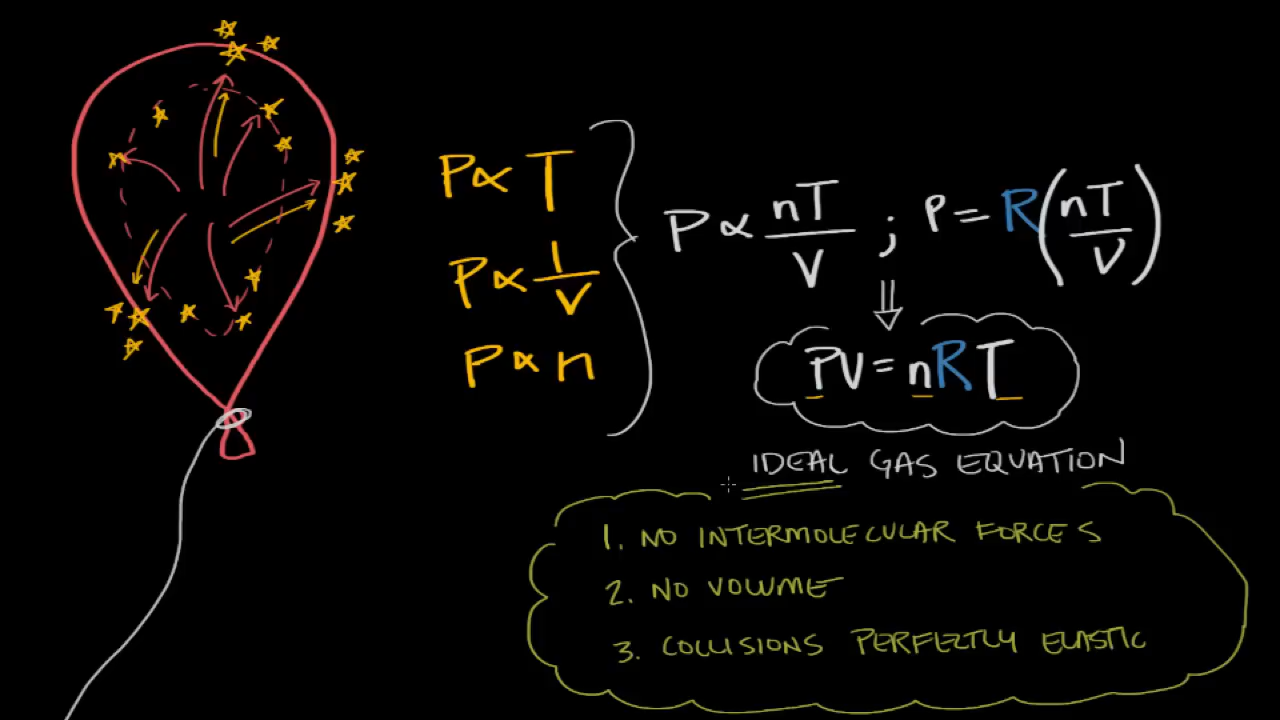 P ∝ T
P ∝ 1/V
P ∝ n
P ∝ nT/V ; P = R(nT/V)
⇓
PV = nRT
IDEAL GAS EQUATION
1. NO INTERMOLECULAR FORCES
2. NO VOLUME
3. COLLISIONS PERFECTLY ELASTIC